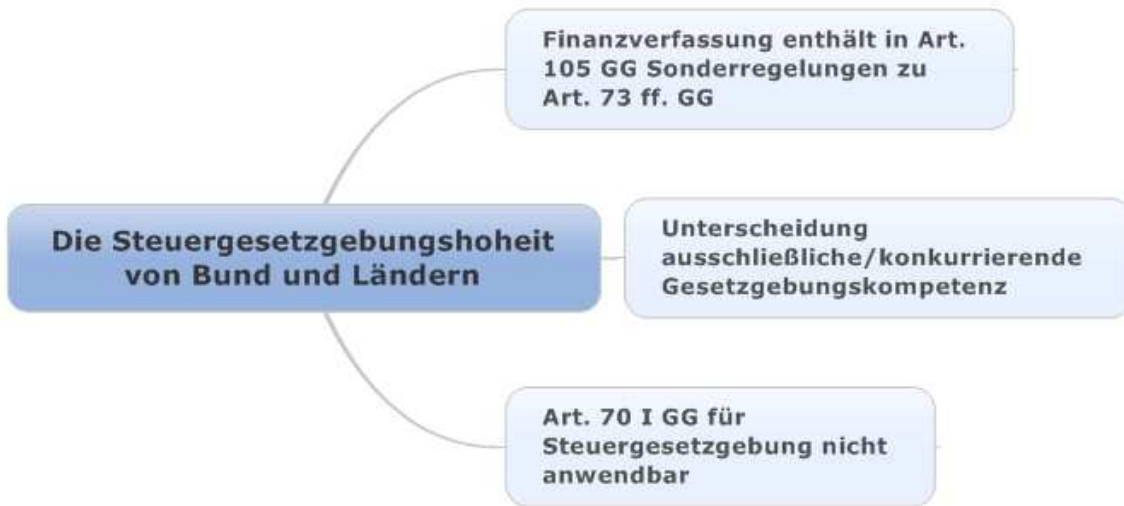 Finanzverfassung enthält in Art.
105 GG Sonderregelungen zu
Art. 73 ff. GG
Die Steuergesetzgebungshoheit
von Bund und Ländern
Unterscheidung
ausschließliche/konkurrierende
Gesetzgebungskompetenz
Art. 70 I GG für
Steuergesetzgebung nicht
anwendbar